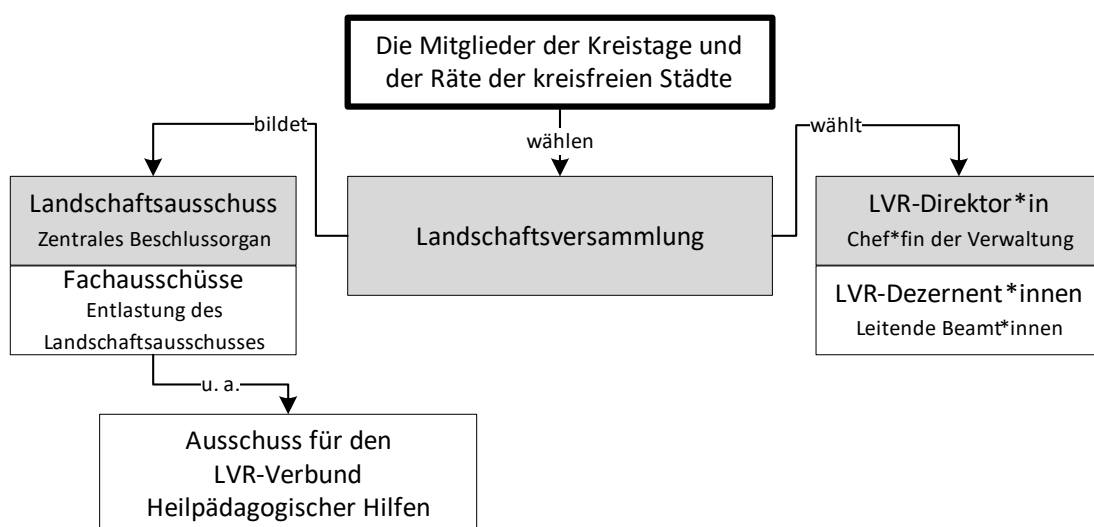 Die Mitglieder der Kreistage und
der Räte der kreisfreien Städte
bildet
wählen
wählt
Landschaftsausschuss
Zentrales Beschlussorgan
Fachausschüsse
Entlastung des
Landschaftsausschusses
Landschaftsversammlung
LVR-Direktor*in
Chef*fin der Verwaltung
LVR-Dezernent*innen
Leitende Beamt*innen
u. a.
Ausschuss für den
LVR-Verbund
Heilpädagogischer Hilfen